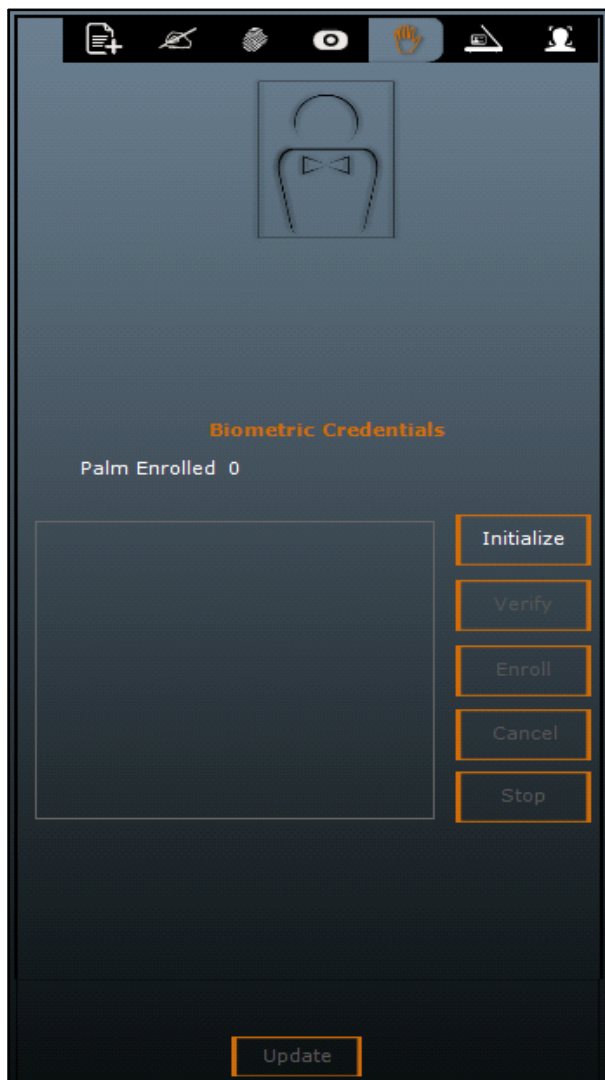 Biometric Credentials
Palm Enrolled 0
Initialize
Verify
Enroll
Cancel
Stop
Update